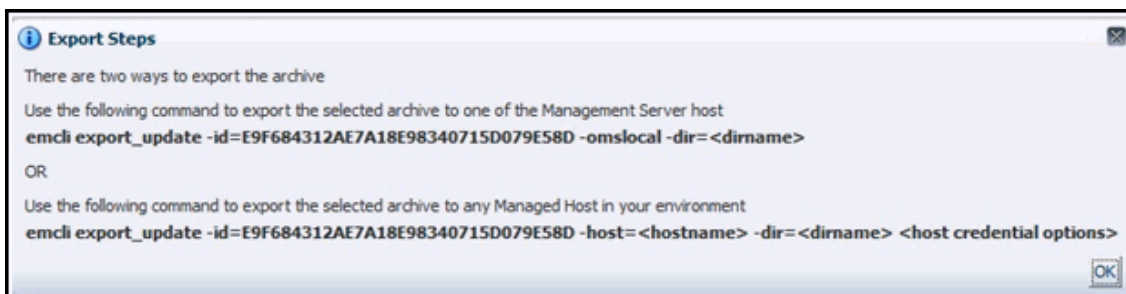 Export Steps
There are two ways to export the archive
Use the following command to export the selected archive to one of the Management Server host
emcli export_update -id=E9F684312AE7A18E98340715D079E58D -omslocal -dir=<dirname>
OR
Use the following command to export the selected archive to any Managed Host in your environment
emcli export_update -id=E9F684312AE7A18E98340715D079E58D -host=<hostname> -dir=<dirname> <host credential options>
OK